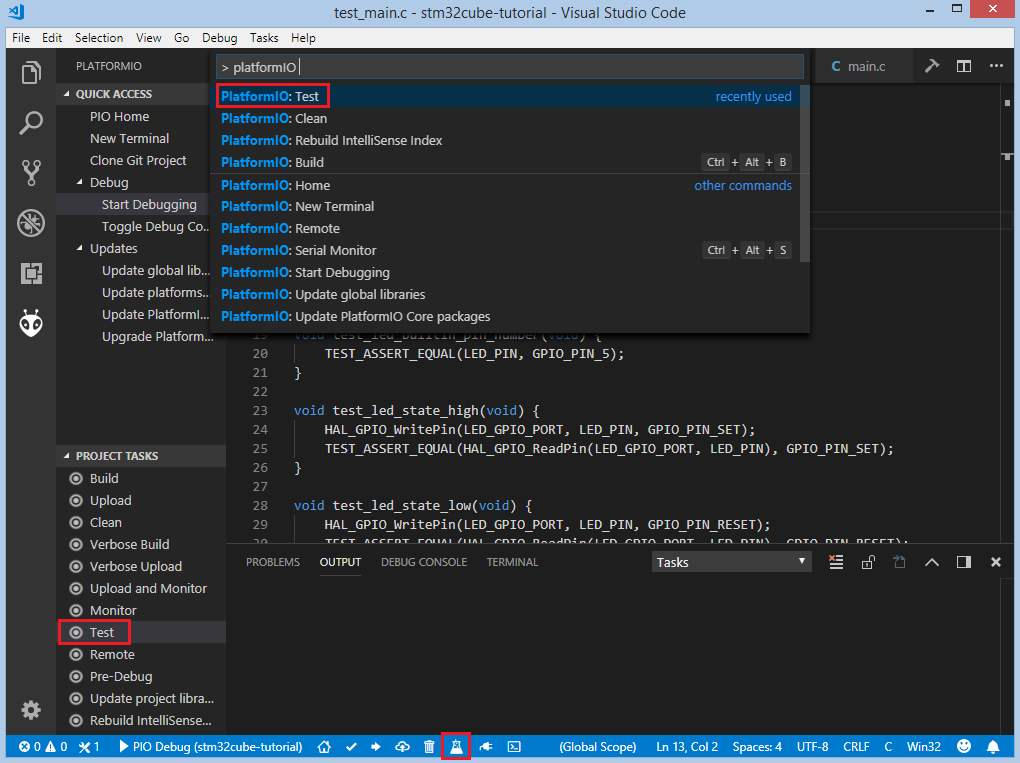 test_main.c - stm32cube-tutorial - Visual Studio Code
File Edit Selection View Go Debug Tasks Help
PLATFORMIO
QUICK ACCESS
PIO Home
New Terminal
Clone Git Project
Debug
Start Debugging
Toggle Debug Co...
Updates
Update global lib...
Update platforms...
Update PlatformI...
Upgrade Platform...
PROJECT TASKS
Build
Upload
Clean
Verbose Build
Verbose Upload
Upload and Monitor
Monitor
Test
Remote
Pre-Debug
Update project libra...
Rebuild IntelliSense...
> platformIO
PlatformIO: Test recently used
PlatformIO: Clean
PlatformIO: Rebuild IntelliSense Index
PlatformIO: Build Ctrl + Alt + B
PlatformIO: Home other commands
PlatformIO: New Terminal
PlatformIO: Remote
PlatformIO: Serial Monitor Ctrl + Alt + S
PlatformIO: Start Debugging
PlatformIO: Update global libraries
PlatformIO: Update PlatformIO Core packages
C main.c
19 void test_led_builtin_pin_number(void) {
20 TEST_ASSERT_EQUAL(LED_PIN, GPIO_PIN_5);
21 }
22
23 void test_led_state_high(void) {
24 HAL_GPIO_WritePin(LED_GPIO_PORT, LED_PIN, GPIO_PIN_SET);
25 TEST_ASSERT_EQUAL(HAL_GPIO_ReadPin(LED_GPIO_PORT, LED_PIN), GPIO_PIN_SET);
26 }
27
28 void test_led_state_low(void) {
29 HAL_GPIO_WritePin(LED_GPIO_PORT, LED_PIN, GPIO_PIN_RESET);
30 TEST_ASSERT_EQUAL(HAL_GPIO_ReadPin(LED_GPIO_PORT, LED_PIN), GPIO_PIN_RESET);
PROBLEMS OUTPUT DEBUG CONSOLE TERMINAL Tasks
0 0 1 PIO Debug (stm32cube-tutorial) (Global Scope) Ln 13, Col 2 Spaces: 4 UTF-8 CRLF C Win32